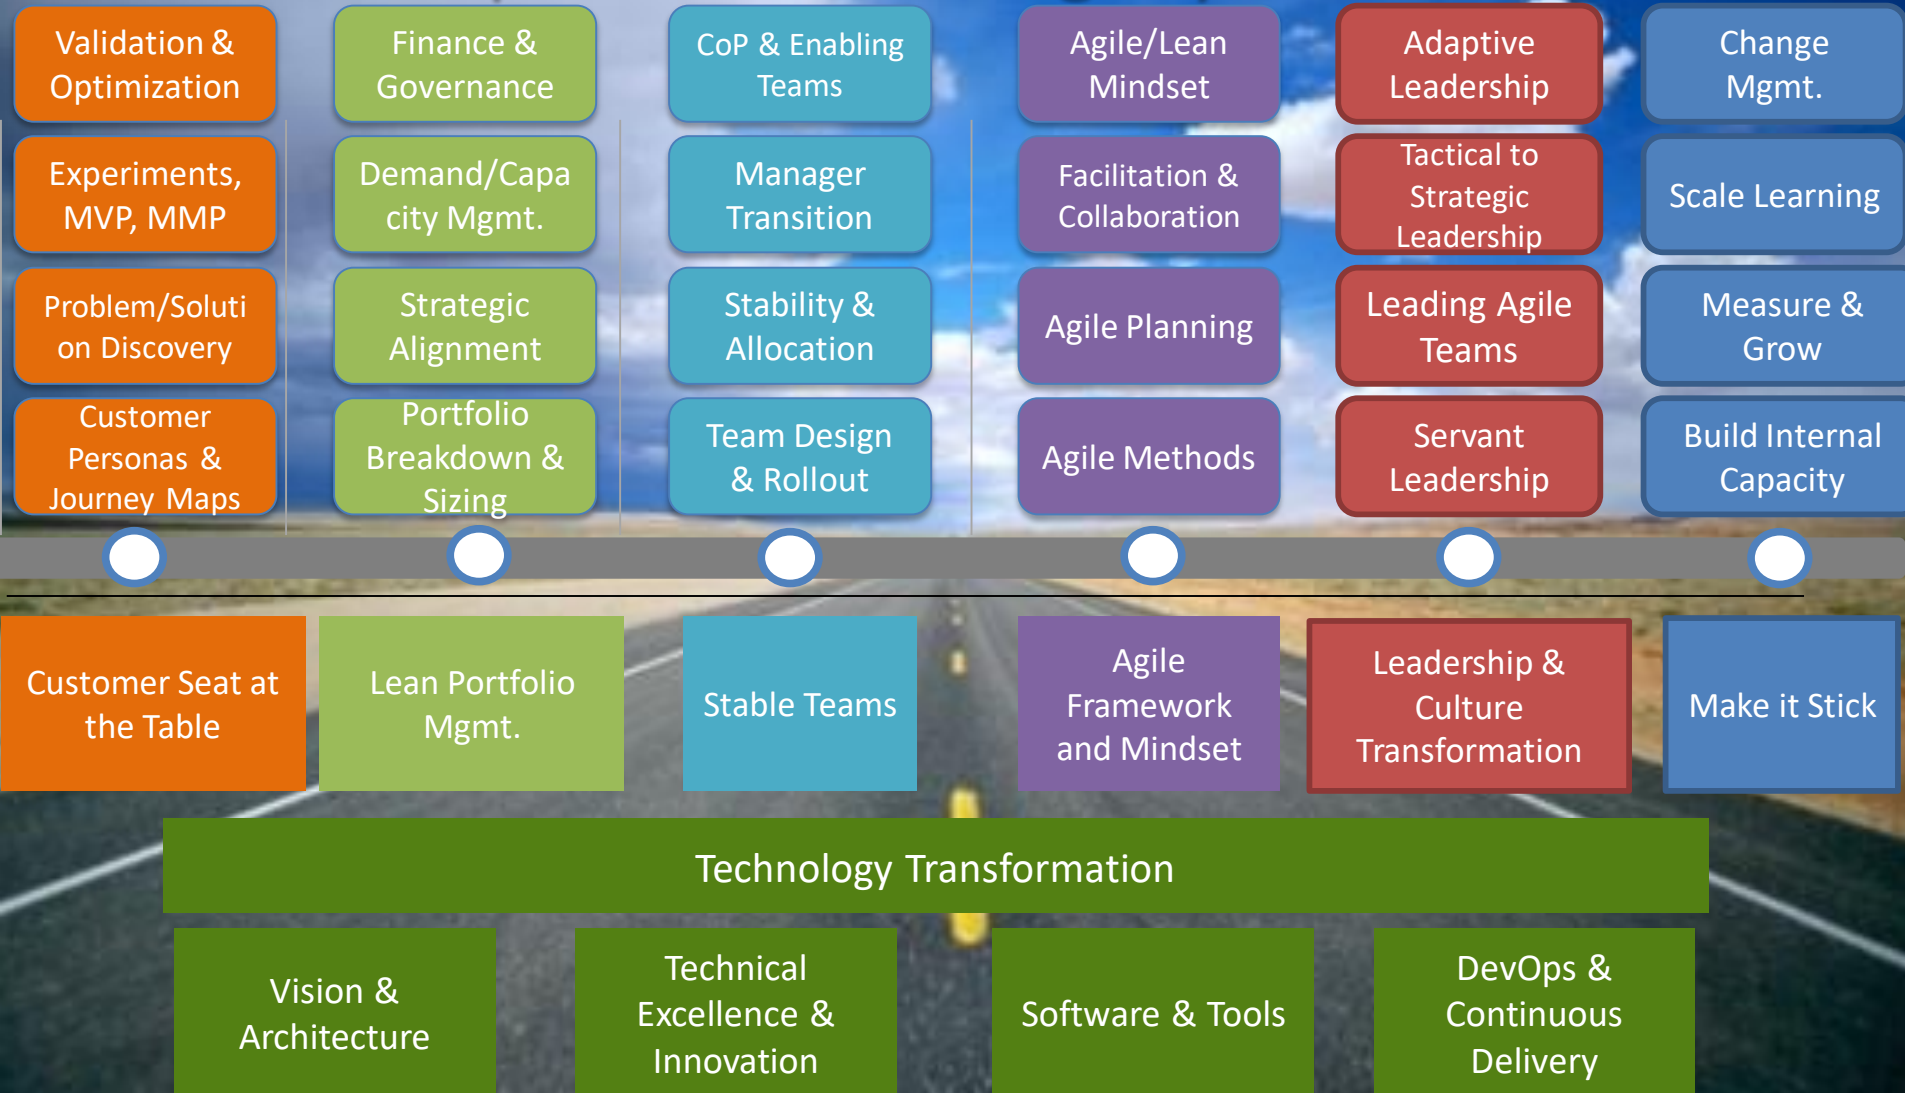 Validation &
Optimization
Finance &
Governance
CoP & Enabling
Teams
Agile/Lean
Mindset
Adaptive
Leadership
Change
Mgmt.
Experiments,
MVP, MMP
Demand/Capa
city Mgmt.
Manager
Transition
Facilitation &
Collaboration
Tactical to
Strategic
Leadership
Scale Learning
Problem/Soluti
on Discovery
Strategic
Alignment
Stability &
Allocation
Agile Planning
Leading Agile
Teams
Measure &
Grow
Customer
Personas &
Journey Maps
Portfolio
Breakdown &
Sizing
Team Design
& Rollout
Agile Methods
Servant
Leadership
Build Internal
Capacity
Customer Seat at
the Table
Lean Portfolio
Mgmt.
Stable Teams
Agile
Framework
and Mindset
Leadership &
Culture
Transformation
Make it Stick
Technology Transformation
Vision &
Architecture
Technical
Excellence &
Innovation
Software & Tools
DevOps &
Continuous
Delivery